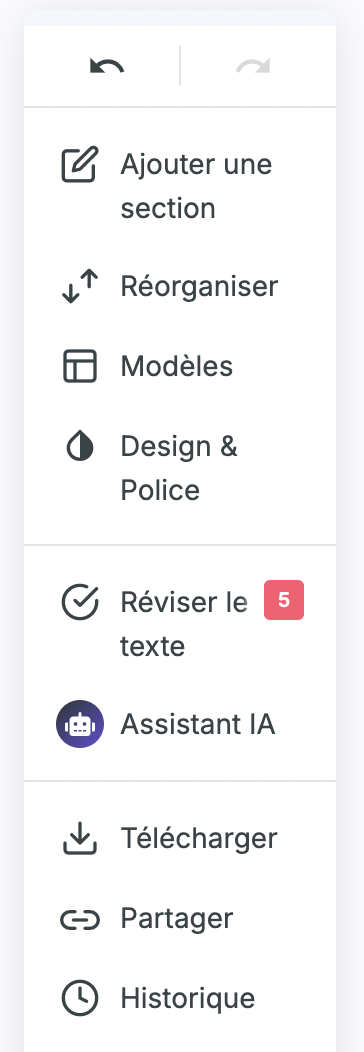 Ajouter une
section
Réorganiser
Modèles
Design &
Police
Réviser le 5
texte
Assistant IA
Télécharger
Partager
Historique